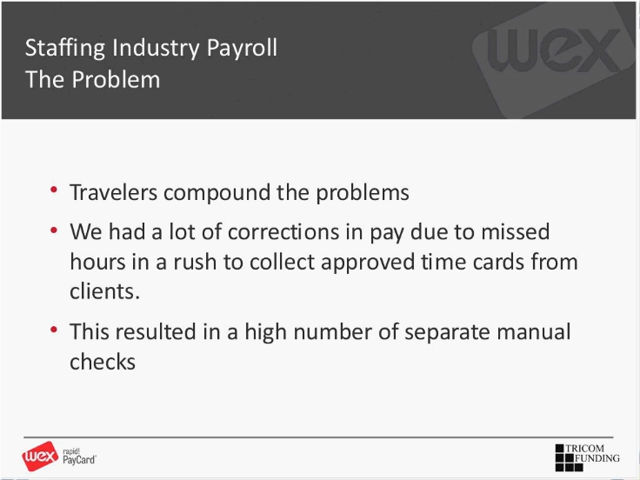 Staffing Industry Payroll
The Problem
wex
• Travelers compound the problems
• We had a lot of corrections in pay due to missed
hours in a rush to collect approved time cards from
clients.
• This resulted in a high number of separate manual
checks
wex rapid! PayCard
TRICOM
FUNDING